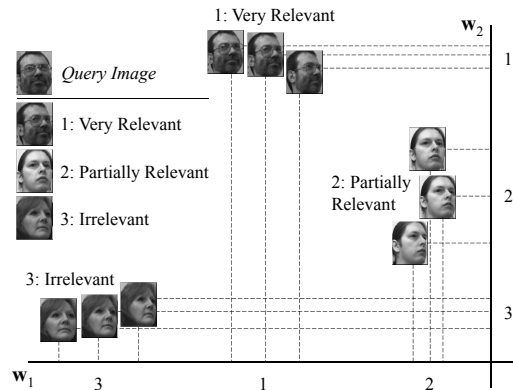 1: Very Relevant
w2
Query Image
1
1: Very Relevant
2: Partially Relevant
2: Partially
Relevant
2
3: Irrelevant
3: Irrelevant
3
w1
3
1
2